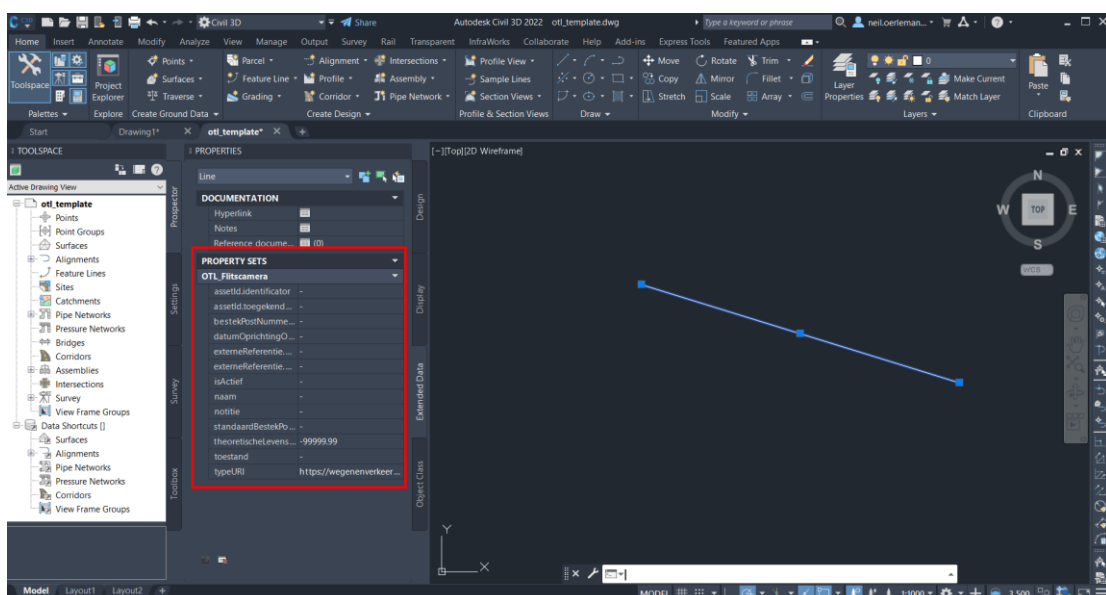 Civil 3D
Share
Autodesk Civil 3D 2022 otl_template.dwg
Type a keyword or phrase
neil.oerleman...
Home Insert Annotate Modify Analyze View Manage Output Survey Rail Transparent InfraWorks Collaborate Help Add-ins Express Tools Featured Apps
Toolspace
Project Explorer
Points
Surfaces
Traverse
Parcel
Feature Line
Grading
Alignment
Profile
Corridor
Intersections
Assembly
Pipe Network
Profile View
Sample Lines
Section Views
Move
Copy
Stretch
Rotate
Mirror
Scale
Trim
Fillet
Array
Layer Properties
0
Make Current
Match Layer
Paste
Palettes Explore Create Ground Data Create Design Profile & Section Views Draw Modify Layers Clipboard
Start Drawing1* otl_template*
TOOLSPACE
Active Drawing View
otl_template
Points
Point Groups
Surfaces
Alignments
Feature Lines
Sites
Catchments
Pipe Networks
Pressure Networks
Bridges
Corridors
Assemblies
Intersections
Survey
View Frame Groups
Data Shortcuts []
Surfaces
Alignments
Pipe Networks
Pressure Networks
Corridors
View Frame Groups
Prospector
Settings
Survey
Toolbox
PROPERTIES
Line
DOCUMENTATION
Hyperlink
Notes
Reference docume... (0)
PROPERTY SETS
OTL_Flitscamera
assetId.identificator -
assetId.toegekend... -
bestekPostNumme... -
datumOprichtingO... -
externeReferentie.... -
externeReferentie.... -
isActief -
naam -
notitie -
standaardBestekPo... -
theoretischeLevens... -99999.99
toestand -
typeURI https://wegenenverkeer...
Design
Display
Extended Data
Object Class
[-][Top][2D Wireframe]
N
W TOP E
S
WCS
Y
X
Model Layout1 Layout2 +
MODEL
1:1000
3.500